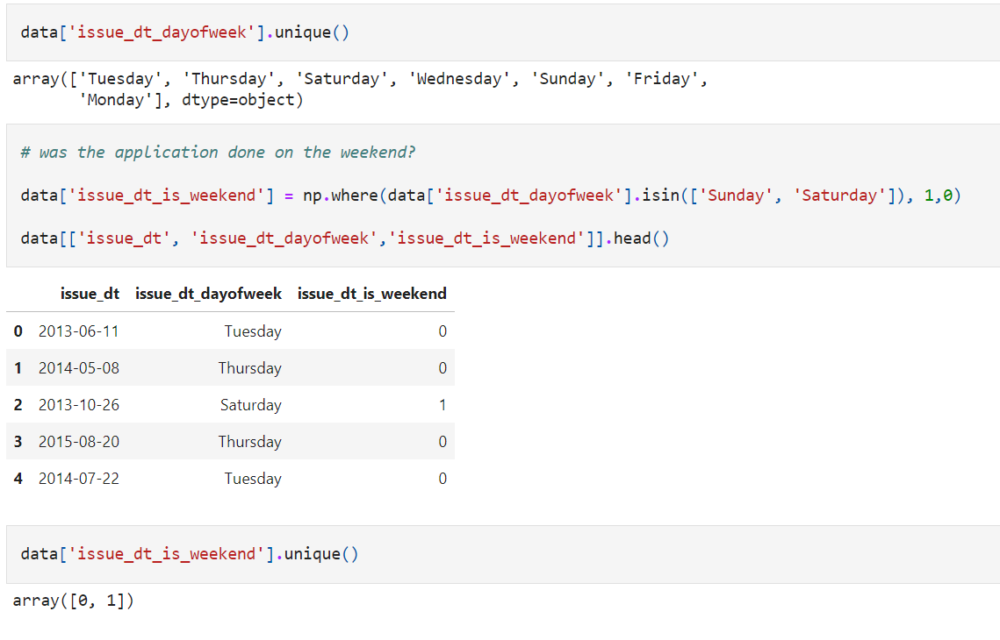 data['issue_dt_dayofweek'].unique()
array(['Tuesday', 'Thursday', 'Saturday', 'Wednesday', 'Sunday', 'Friday',
'Monday'], dtype=object)
# was the application done on the weekend?
data['issue_dt_is_weekend'] = np.where(data['issue_dt_dayofweek'].isin(['Sunday', 'Saturday']), 1,0)
data[['issue_dt', 'issue_dt_dayofweek','issue_dt_is_weekend']].head()
issue_dt issue_dt_dayofweek issue_dt_is_weekend
0 2013-06-11 Tuesday 0
1 2014-05-08 Thursday 0
2 2013-10-26 Saturday 1
3 2015-08-20 Thursday 0
4 2014-07-22 Tuesday 0
data['issue_dt_is_weekend'].unique()
array([0, 1])